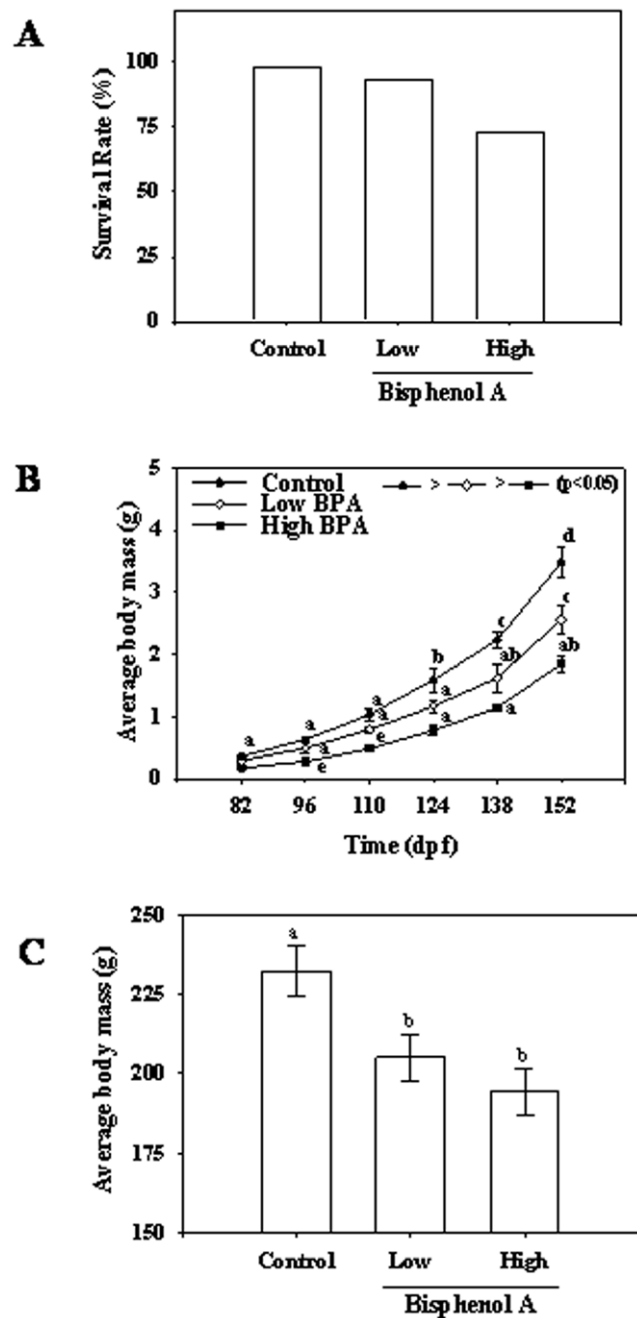 A
Survival Rate (%)
100
75
50
25
0
Control Low High
Bisphenol A
B
Average body mass (g)
5
4
3
2
1
0
Control
Low BPA
High BPA
> > (p<0.05)
a a a b c d
a a a ab c
e e a a ab
82 96 110 124 138 152
Time (dpf)
C
Average body mass (g)
250
225
200
175
150
a b b
Control Low High
Bisphenol A